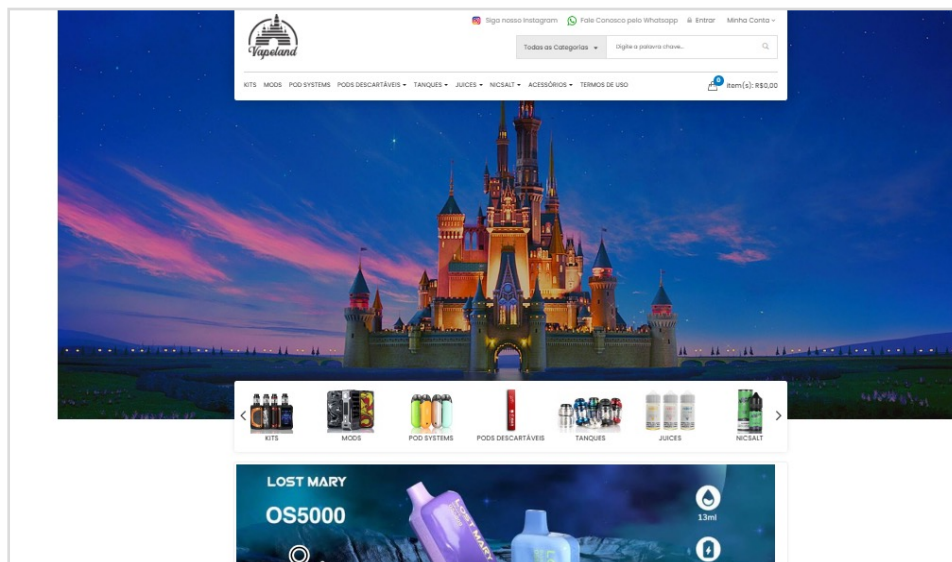 Siga nosso Instagram Fale Conosco pelo Whatsapp Entrar Minha Conta
Vapeland
Todas as Categorias Digite a palavra chave...
KITS MODS POD SYSTEMS PODS DESCARTÁVEIS TANQUES JUICES NICSALT ACESSÓRIOS TERMOS DE USO
0
Item(s): R$0,00
KITS MODS POD SYSTEMS PODS DESCARTÁVEIS TANQUES JUICES NICSALT
LOST MARY
OS5000
LOST MARY
13ml